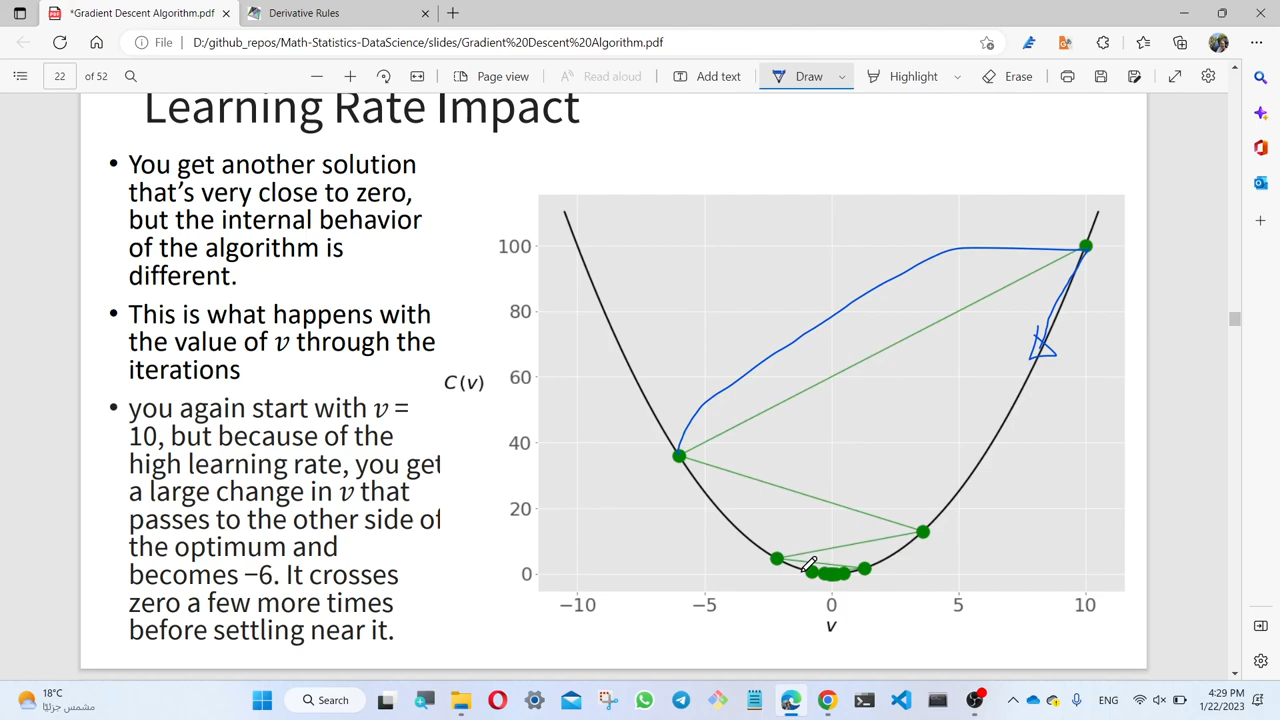 *Gradient Descent Algorithm.pdf
Derivative Rules
File
D:/github_repos/Math-Statistics-DataScience/slides/Gradient%20Descent%20Algorithm.pdf
22 of 52
Page view
Read aloud
Add text
Draw
Highlight
Erase
Learning Rate Impact
• You get another solution
that's very close to zero,
but the internal behavior
of the algorithm is
different.
• This is what happens with
the value of 𝑣 through the
iterations
• you again start with 𝑣 =
10, but because of the
high learning rate, you get
a large change in 𝑣 that
passes to the other side of
the optimum and
becomes −6. It crosses
zero a few more times
before settling near it.
100
80
60
40
20
0
C(v)
−10 −5 0 5 10
v
18°C
مشمس جزئيًا
Search
ENG
4:29 PM
1/22/2023